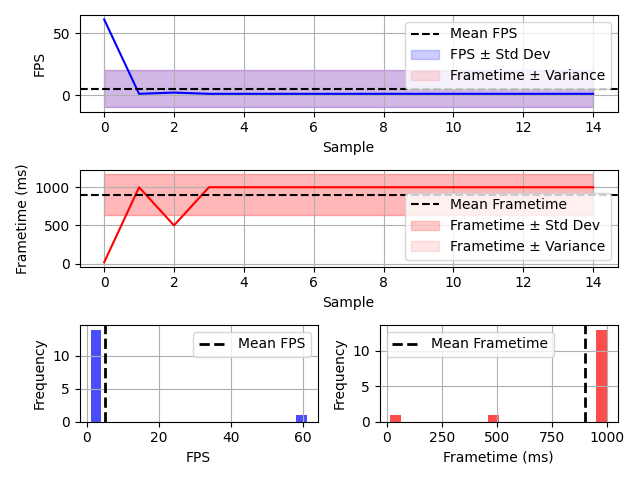 50
0
FPS
Mean FPS
FPS ± Std Dev
Frametime ± Variance
0 2 4 6 8 10 12 14
Sample
1000
500
0
Frametime (ms)
Mean Frametime
Frametime ± Std Dev
Frametime ± Variance
0 2 4 6 8 10 12 14
Sample
10
5
0
Frequency
Mean FPS
0 20 40 60
FPS
10
5
0
Frequency
Mean Frametime
0 250 500 750 1000
Frametime (ms)